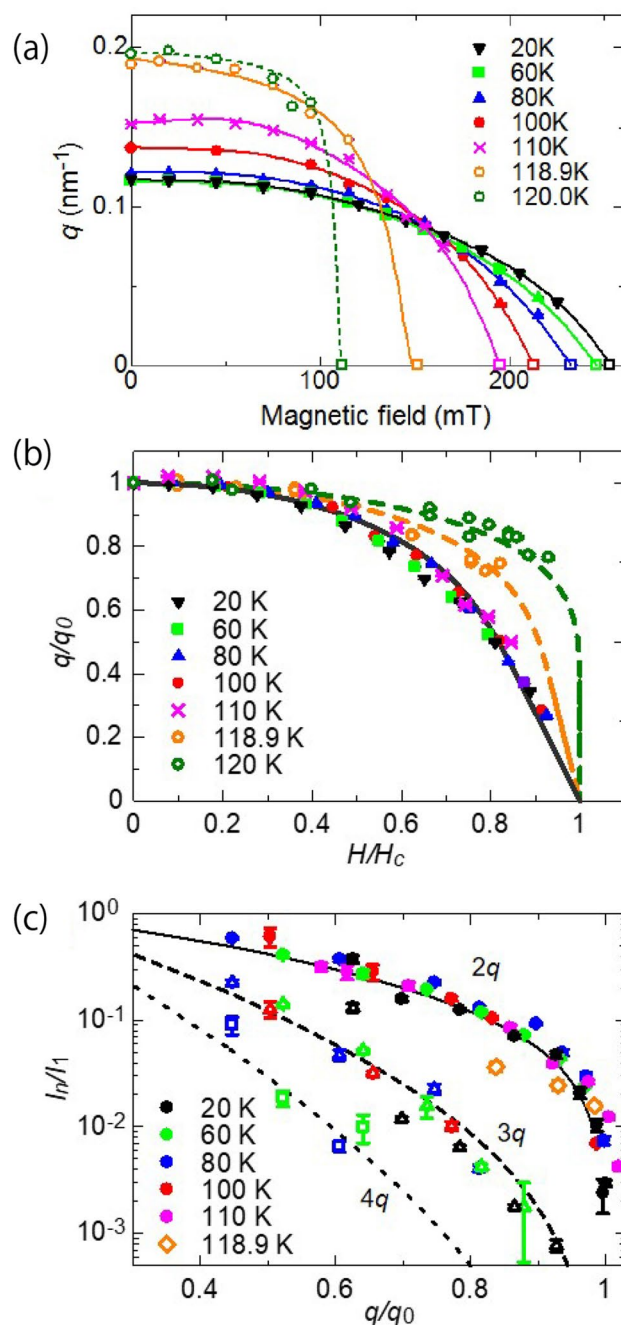 (a)
0.2
0.1
0
q (nm⁻¹)
20K
60K
80K
100K
110K
118.9K
120.0K
0
100
200
Magnetic field (mT)
(b)
1.0
0.8
0.6
0.4
0.2
0
q/q₀
20 K
60 K
80 K
100 K
110 K
118.9 K
120 K
0
0.2
0.4
0.6
0.8
1
H/Hc
(c)
10⁰
10⁻¹
10⁻²
10⁻³
Iₙ/I₁
2q
3q
4q
20 K
60 K
80 K
100 K
110 K
118.9 K
0.4
0.6
0.8
1
q/q₀